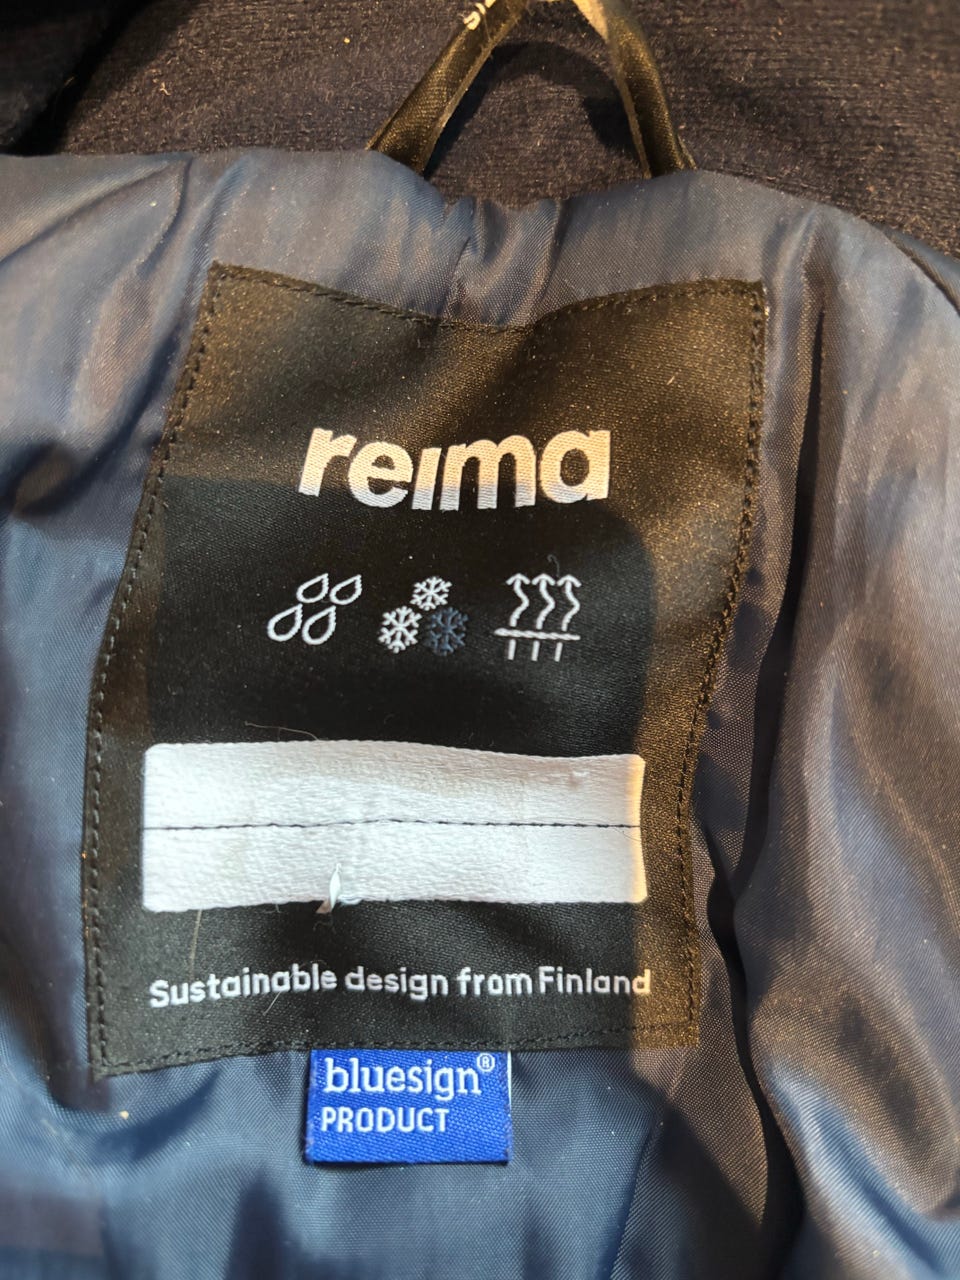 reima
Sustainable design from Finland
bluesign®
PRODUCT